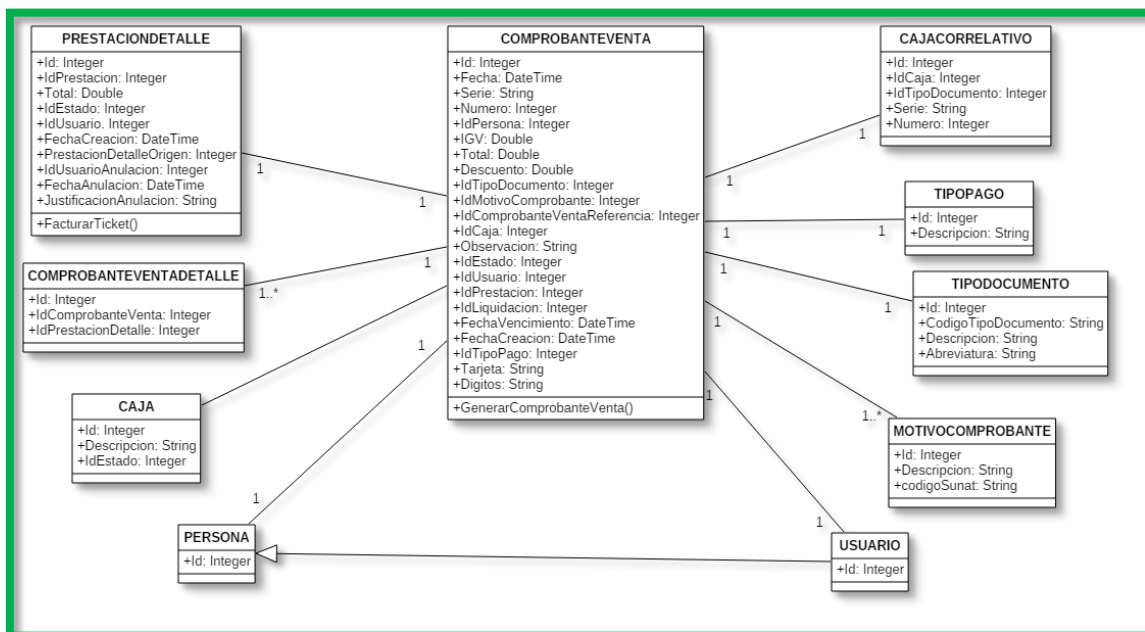 PRESTACIONDETALLE
+Id: Integer
+IdPrestacion: Integer
+Total: Double
+IdEstado: Integer
+IdUsuario. Integer
+FechaCreacion: DateTime
+PrestacionDetalleOrigen: Integer
+IdUsuarioAnulacion: Integer
+FechaAnulacion: DateTime
+JustificacionAnulacion: String
+FacturarTicket()
1
1
COMPROBANTEVENTADETALLE
+Id: Integer
+IdComprobanteVenta: Integer
+IdPrestacionDetalle: Integer
1..*
1
CAJA
+Id: Integer
+Descripcion: String
+IdEstado: Integer
PERSONA
+Id: Integer
1
1
COMPROBANTEVENTA
+Id: Integer
+Fecha: DateTime
+Serie: String
+Numero: Integer
+IdPersona: Integer
+IGV: Double
+Total: Double
+Descuento: Double
+IdTipoDocumento: Integer
+IdMotivoComprobante: Integer
+IdComprobanteVentaReferencia: Integer
+IdCaja: Integer
+Observacion: String
+IdEstado: Integer
+IdUsuario: Integer
+IdPrestacion: Integer
+IdLiquidacion: Integer
+FechaVencimiento: DateTime
+FechaCreacion: DateTime
+IdTipoPago: Integer
+Tarjeta: String
+Digitos: String
+GenerarComprobanteVenta()
CAJACORRELATIVO
+Id: Integer
+IdCaja: Integer
+IdTipoDocumento: Integer
+Serie: String
+Numero: Integer
1
1
TIPOPAGO
+Id: Integer
+Descripcion: String
1
1
TIPODOCUMENTO
+Id: Integer
+CodigoTipoDocumento: String
+Descripcion: String
+Abreviatura: String
1
1
MOTIVOCOMPROBANTE
+Id: Integer
+Descripcion: String
+codigoSunat: String
1
1..*
USUARIO
+Id: Integer
1
1